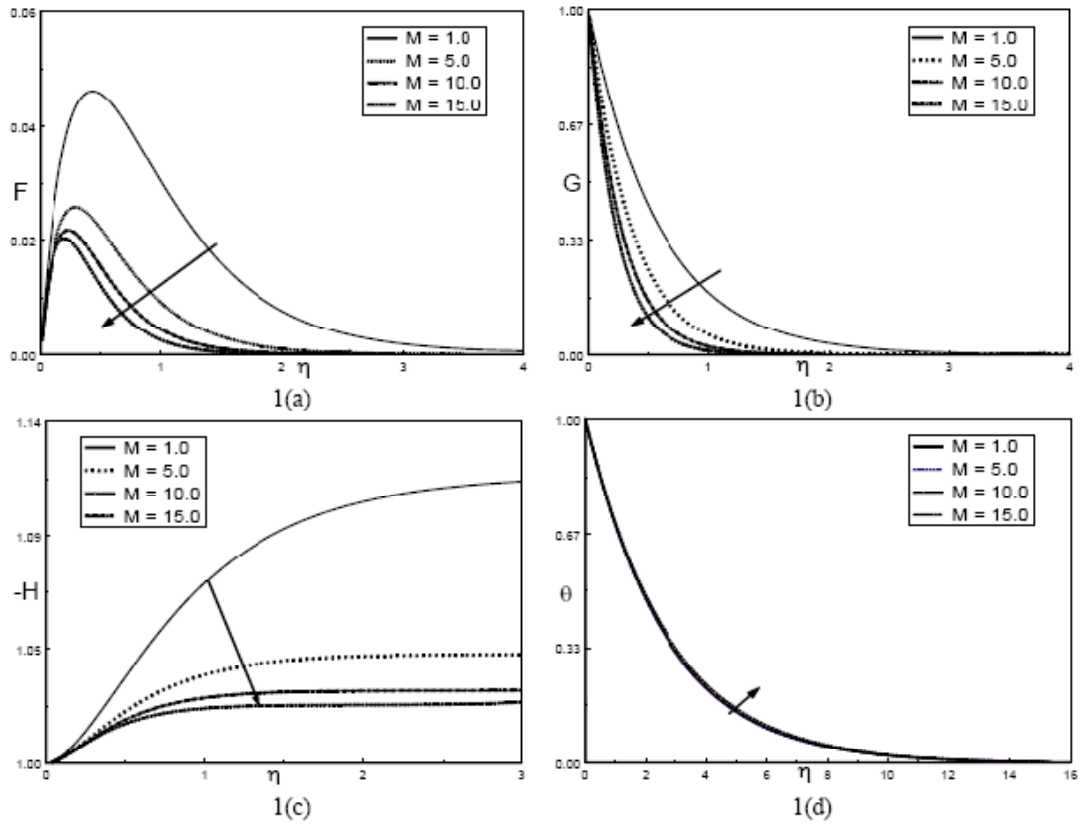 0.06
0.04
F
0.02
0.00
0
1
η
2
3
4
M = 1.0
M = 5.0
M = 10.0
M = 15.0
1(a)
1.00
0.67
G
0.33
0.00
0
1
η
2
3
4
M = 1.0
M = 5.0
M = 10.0
M = 15.0
1(b)
1.14
1.09
-H
1.05
1.00
0
1
η
2
3
M = 1.0
M = 5.0
M = 10.0
M = 15.0
1(c)
1.00
0.67
θ
0.33
0.00
0
2
4
6
η
8
10
12
14
16
M = 1.0
M = 5.0
M = 10.0
M = 15.0
1(d)